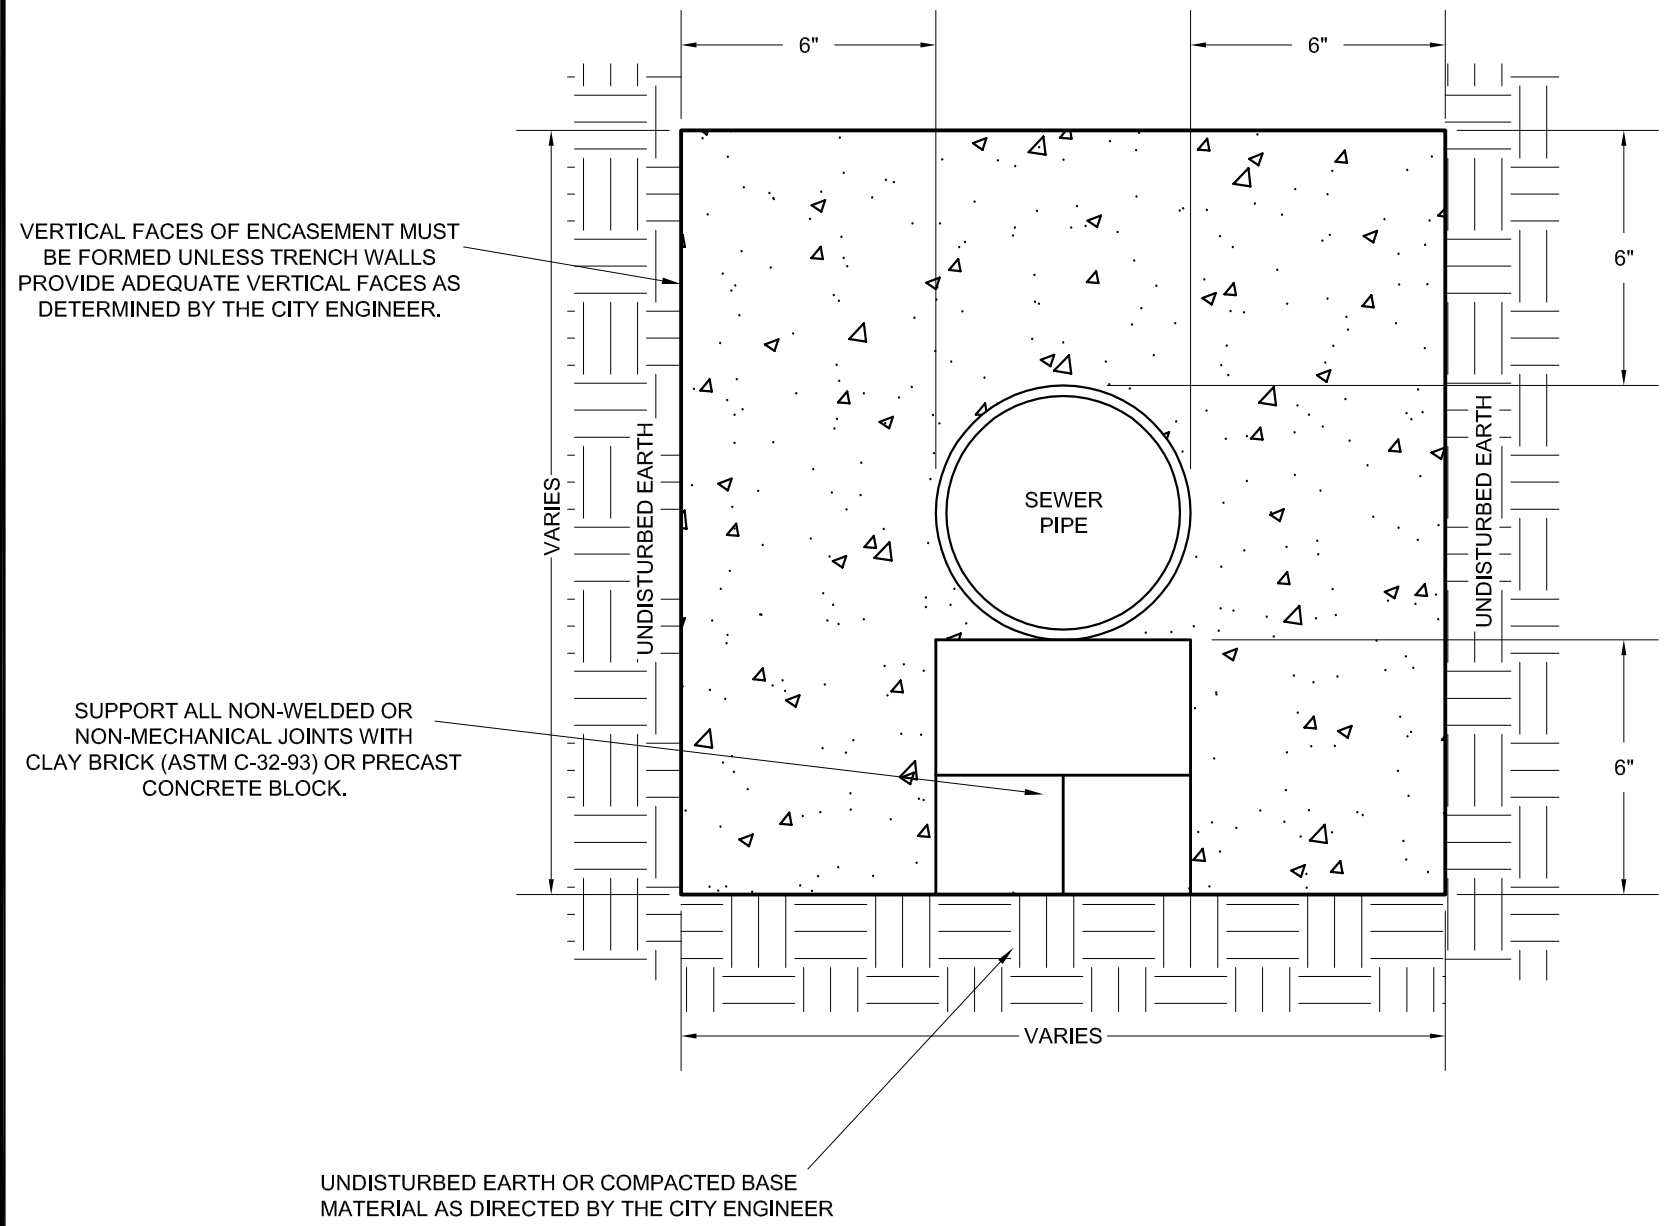 6"
6"
VERTICAL FACES OF ENCASEMENT MUST
BE FORMED UNLESS TRENCH WALLS
PROVIDE ADEQUATE VERTICAL FACES AS
DETERMINED BY THE CITY ENGINEER.
6"
VARIES
UNDISTURBED EARTH
SEWER
PIPE
UNDISTURBED EARTH
SUPPORT ALL NON-WELDED OR
NON-MECHANICAL JOINTS WITH
CLAY BRICK (ASTM C-32-93) OR PRECAST
CONCRETE BLOCK.
6"
VARIES
UNDISTURBED EARTH OR COMPACTED BASE
MATERIAL AS DIRECTED BY THE CITY ENGINEER